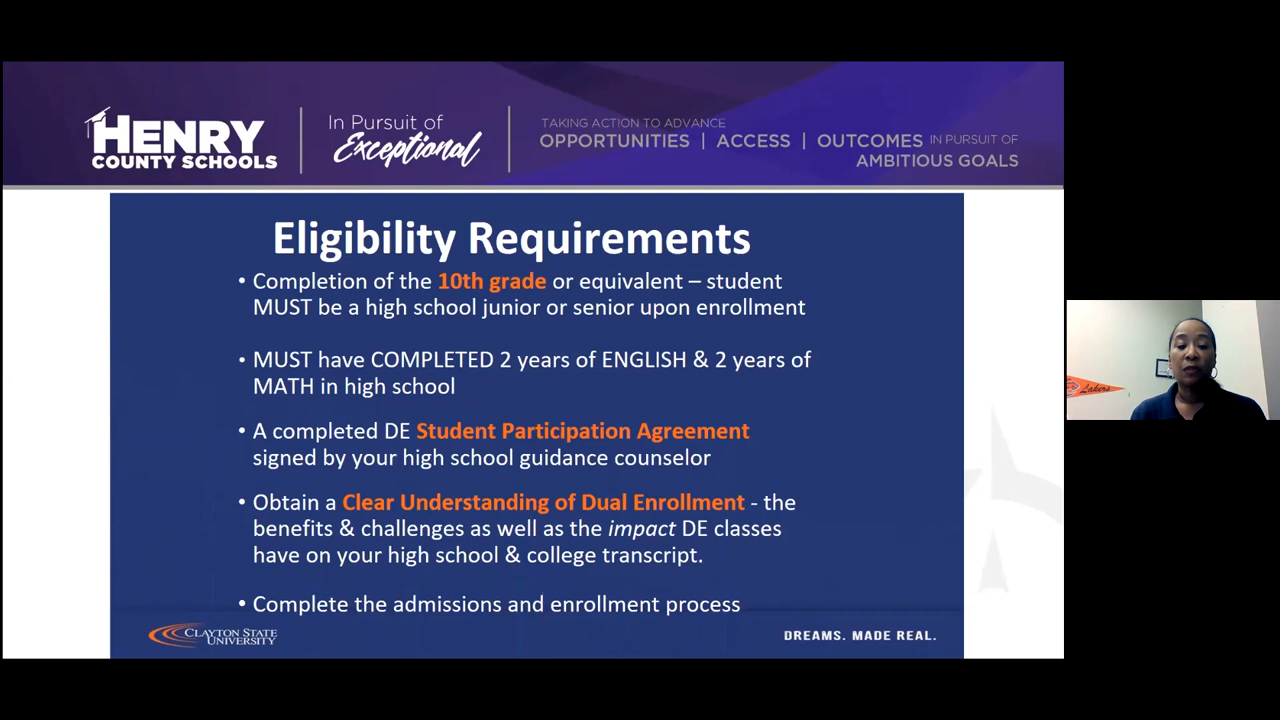 HENRY
COUNTY SCHOOLS
In Pursuit of
Exceptional
TAKING ACTION TO ADVANCE
OPPORTUNITIES | ACCESS | OUTCOMES IN PURSUIT OF
AMBITIOUS GOALS
Eligibility Requirements
• Completion of the 10th grade or equivalent – student
MUST be a high school junior or senior upon enrollment
• MUST have COMPLETED 2 years of ENGLISH & 2 years of
MATH in high school
• A completed DE Student Participation Agreement
signed by your high school guidance counselor
• Obtain a Clear Understanding of Dual Enrollment - the
benefits & challenges as well as the impact DE classes
have on your high school & college transcript.
• Complete the admissions and enrollment process
CLAYTON STATE
UNIVERSITY
DREAMS. MADE REAL.
Lakers